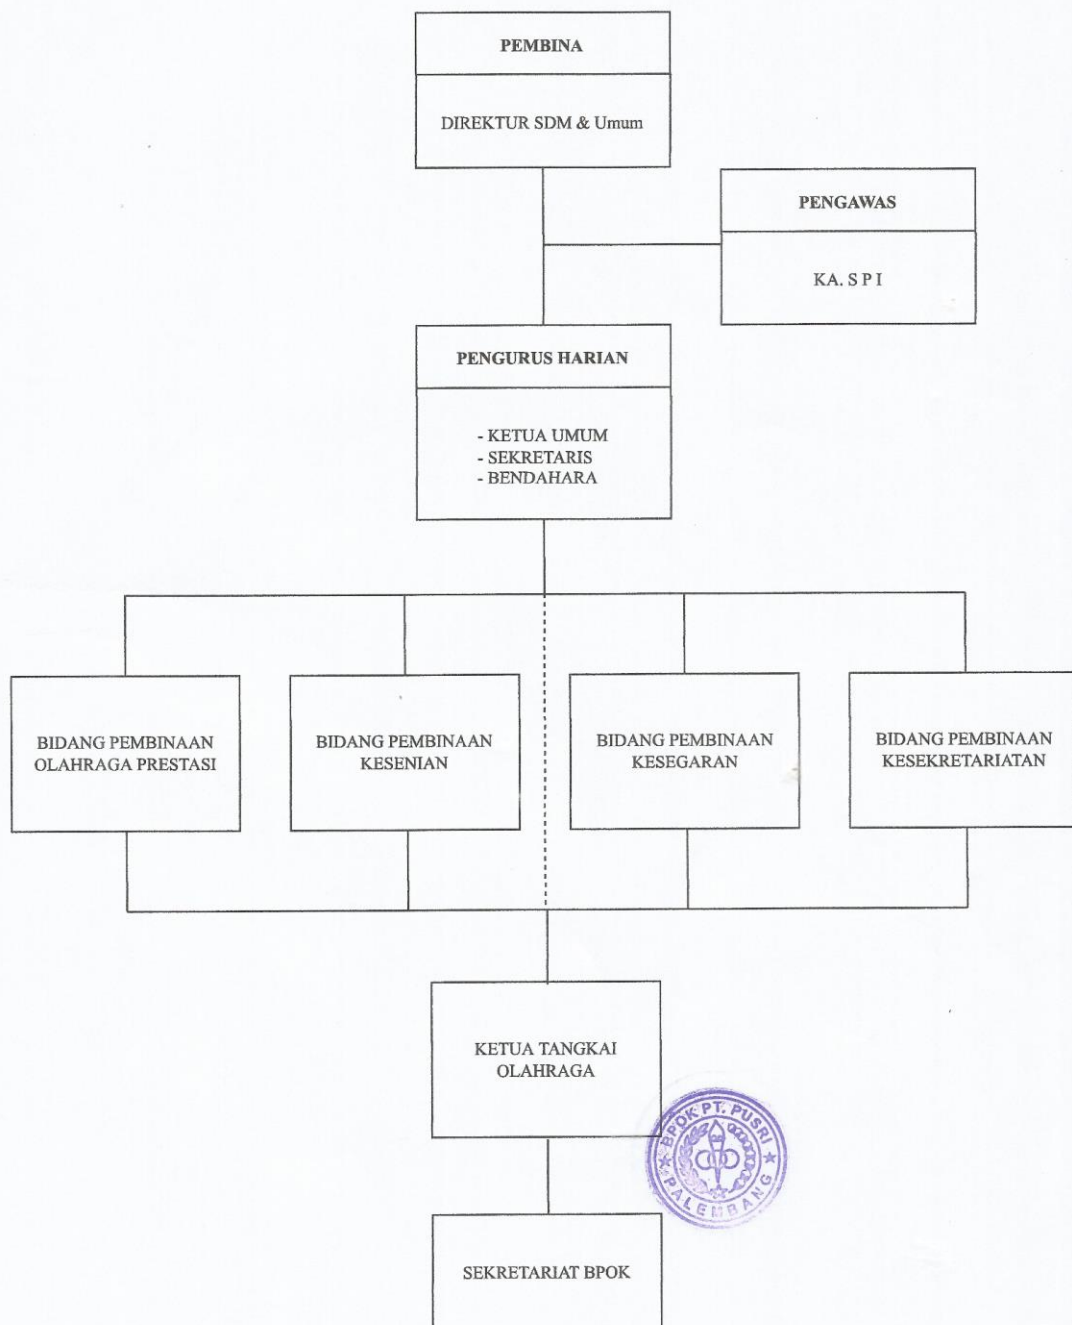 PEMBINA
DIREKTUR SDM & Umum
PENGAWAS
KA. S P I
PENGURUS HARIAN
- KETUA UMUM
- SEKRETARIS
- BENDAHARA
BIDANG PEMBINAAN
OLAHRAGA PRESTASI
BIDANG PEMBINAAN
KESENIAN
BIDANG PEMBINAAN
KESEGARAN
BIDANG PEMBINAAN
KESEKRETARIATAN
KETUA TANGKAI
OLAHRAGA
BPOK PT. PUSRI
PALEMBANG
SEKRETARIAT BPOK